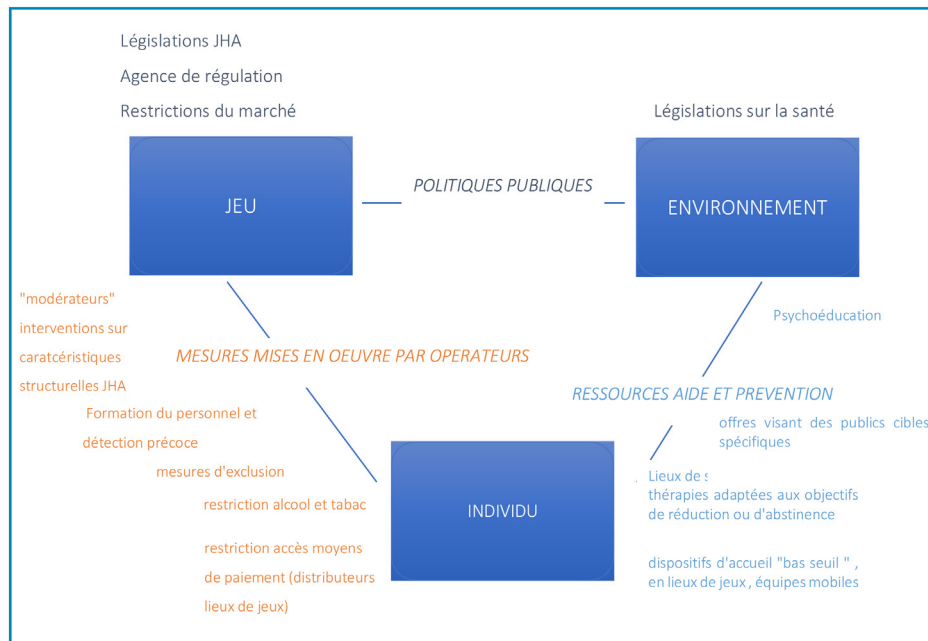 Législations JHA
Agence de régulation
Restrictions du marché
Législations sur la santé
JEU
POLITIQUES PUBLIQUES
ENVIRONNEMENT
"modérateurs"
interventions sur
caratcéristiques
structurelles JHA
MESURES MISES EN OEUVRE PAR OPERATEURS
Formation du personnel et
détection précoce
mesures d'exclusion
restriction alcool et tabac
restriction accès moyens
de paiement (distributeurs
lieux de jeux)
INDIVIDU
Psychoéducation
RESSOURCES AIDE ET PREVENTION
offres visant des publics cibles
spécifiques
Lieux de
thérapies adaptées aux objectifs
de réduction ou d'abstinence
dispositifs d'accueil "bas seuil " ,
en lieux de jeux , équipes mobiles